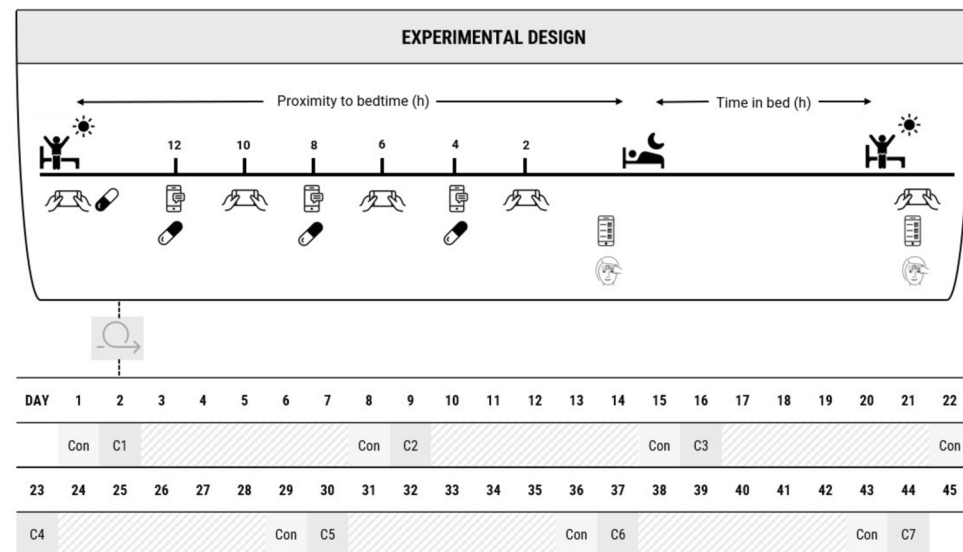 EXPERIMENTAL DESIGN
Proximity to bedtime (h) Time in bed (h)
12 10 8 6 4 2
DAY 1 2 3 4 5 6 7 8 9 10 11 12 13 14 15 16 17 18 19 20 21 22
Con C1 Con C2 Con C3 Con
23 24 25 26 27 28 29 30 31 32 33 34 35 36 37 38 39 40 41 42 43 44 45
C4 Con C5 Con C6 Con C7